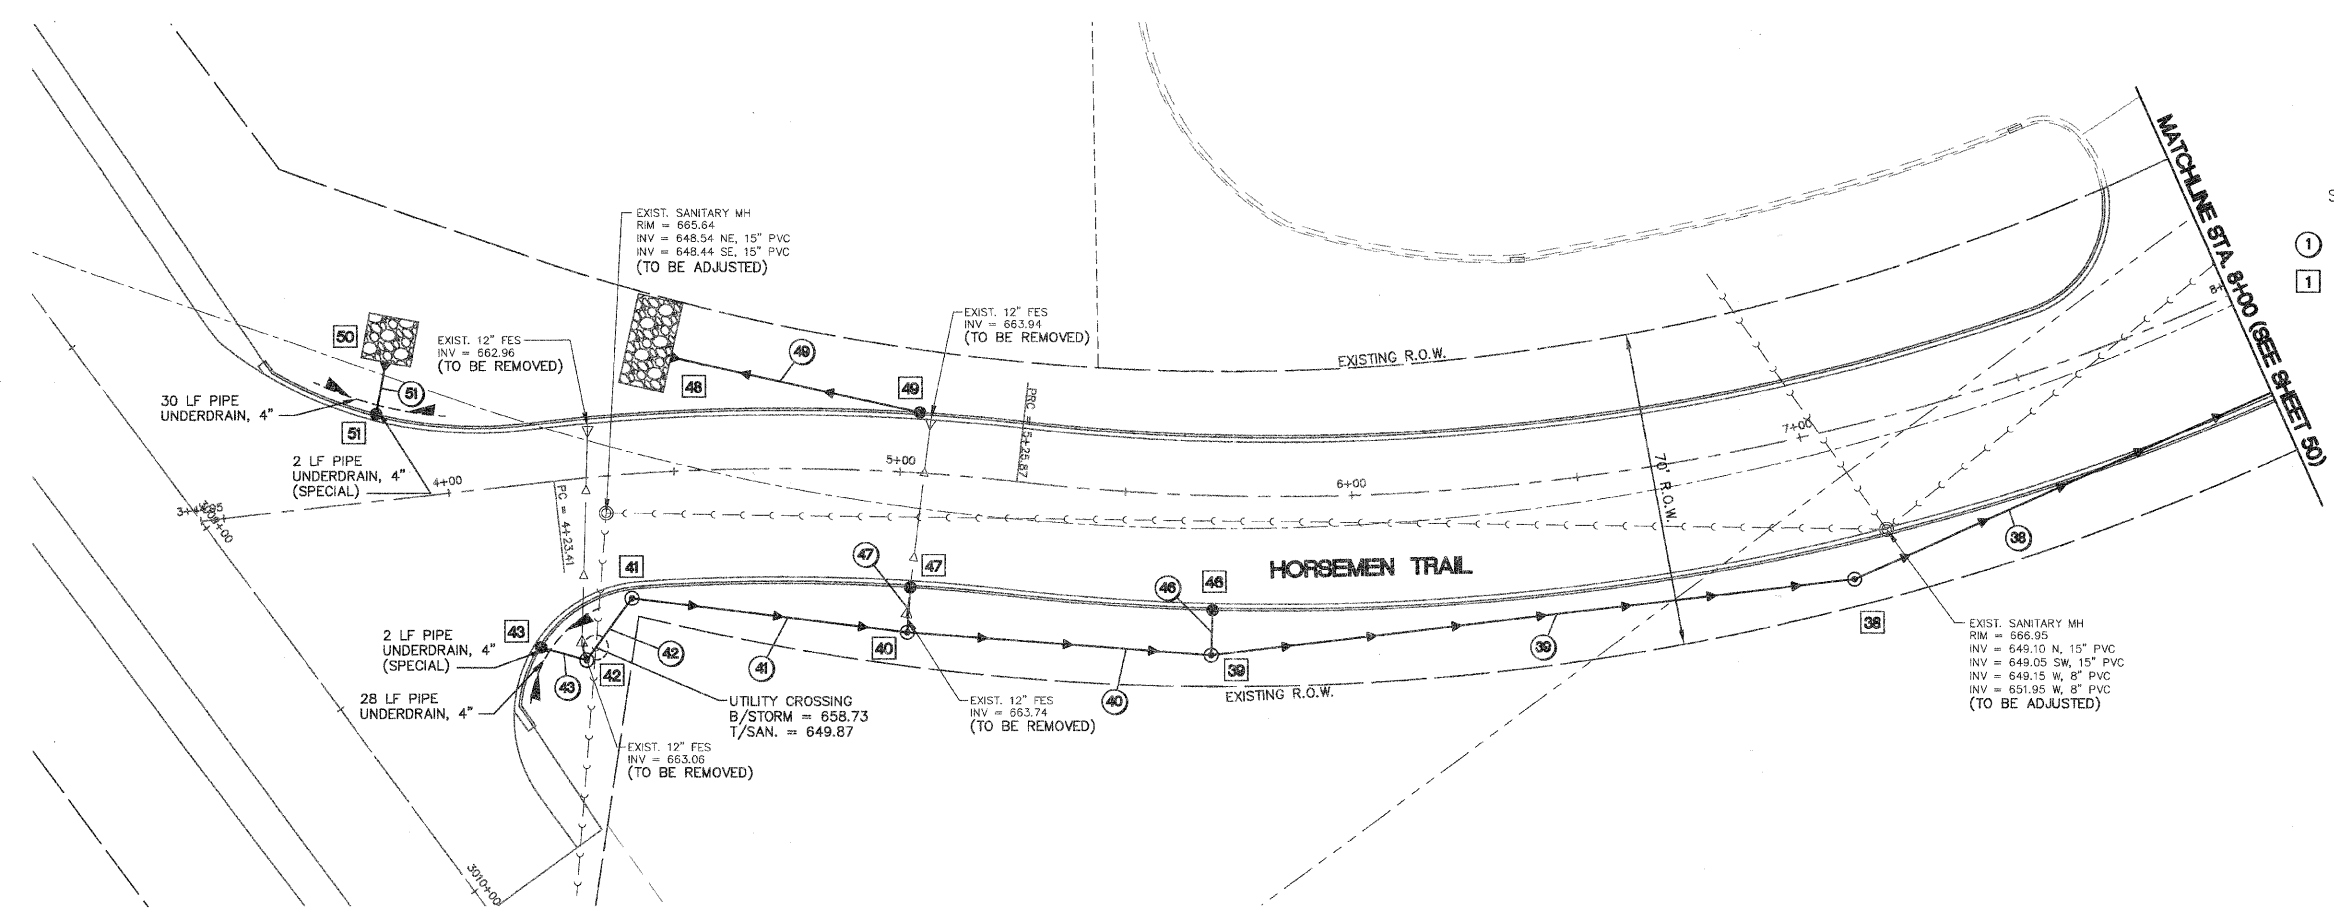 EXIST. SANITARY MH
RIM = 665.64
INV = 648.54 NE, 15" PVC
INV = 648.44 SE, 15" PVC
(TO BE ADJUSTED)
MATCHLINE STA. 8+00 (SEE SHEET 50)
1
1
50
EXIST. 12" FES
INV = 662.96
(TO BE REMOVED)
EXIST. 12" FES
INV = 663.94
(TO BE REMOVED)
49
48
49
51
51
30 LF PIPE
UNDERDRAIN, 4"
2 LF PIPE
UNDERDRAIN, 4"
(SPECIAL)
EXISTING R.O.W.
70' R.O.W.
4+00
5+00
6+00
7+00
8+
PC = 4+23.41
PRC = 5+25.87
HORSEMEN TRAIL
41
47
47
46
46
38
38
43
43
42
42
41
40
40
39
39
2 LF PIPE
UNDERDRAIN, 4"
(SPECIAL)
28 LF PIPE
UNDERDRAIN, 4"
UTILITY CROSSING
B/STORM = 658.73
T/SAN. = 649.87
EXIST. 12" FES
INV = 663.06
(TO BE REMOVED)
EXIST. 12" FES
INV = 663.74
(TO BE REMOVED)
EXISTING R.O.W.
EXIST. SANITARY MH
RIM = 666.95
INV = 649.10 N, 15" PVC
INV = 649.05 SW, 15" PVC
INV = 649.15 W, 8" PVC
INV = 651.95 W, 8" PVC
(TO BE ADJUSTED)
3010+00